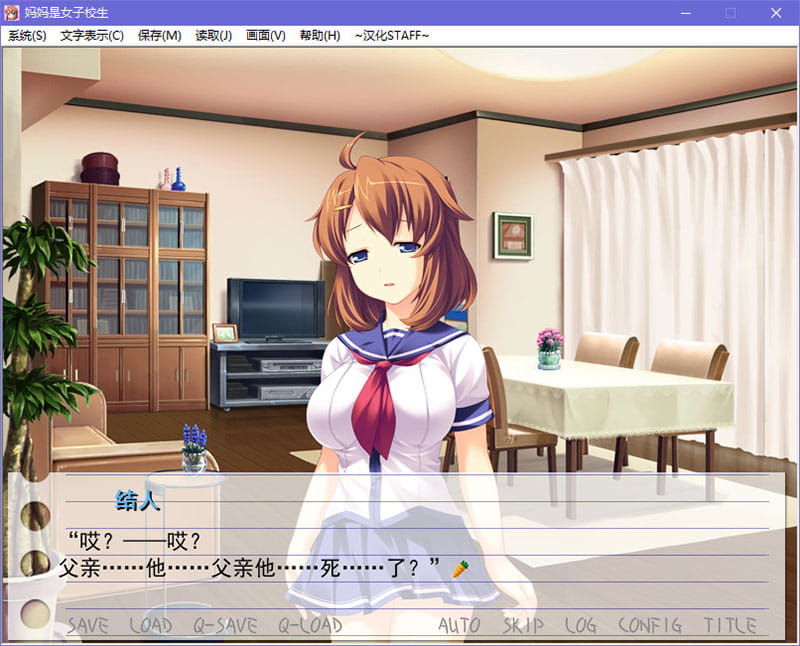 妈妈是女子校生
系统(S) 文字表示(C) 保存(M) 读取(J) 画面(V) 帮助(H) ~汉化STAFF~
结人
“哎？——哎？
父亲……他……父亲他……死……了？”
SAVE LOAD Q-SAVE Q-LOAD AUTO SKIP LOG CONFIG TITLE